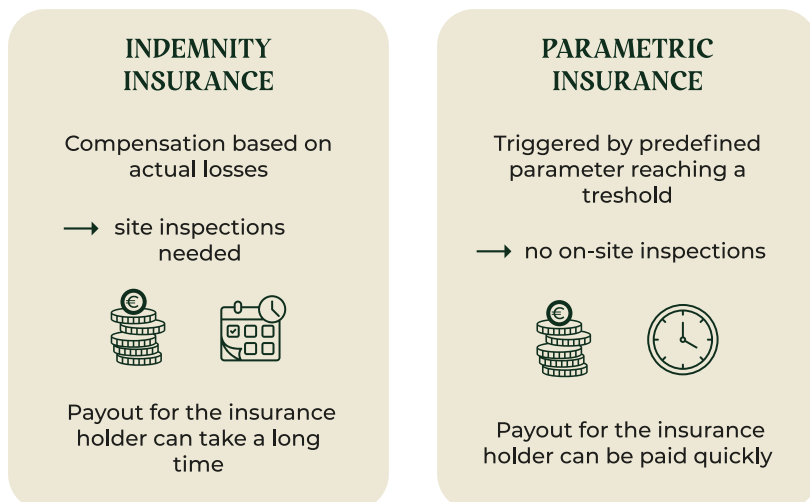 INDEMNITY
INSURANCE
Compensation based on
actual losses
→ site inspections
needed
€
Payout for the insurance
holder can take a long
time
PARAMETRIC
INSURANCE
Triggered by predefined
parameter reaching a
treshold
→ no on-site inspections
€
Payout for the insurance
holder can be paid quickly